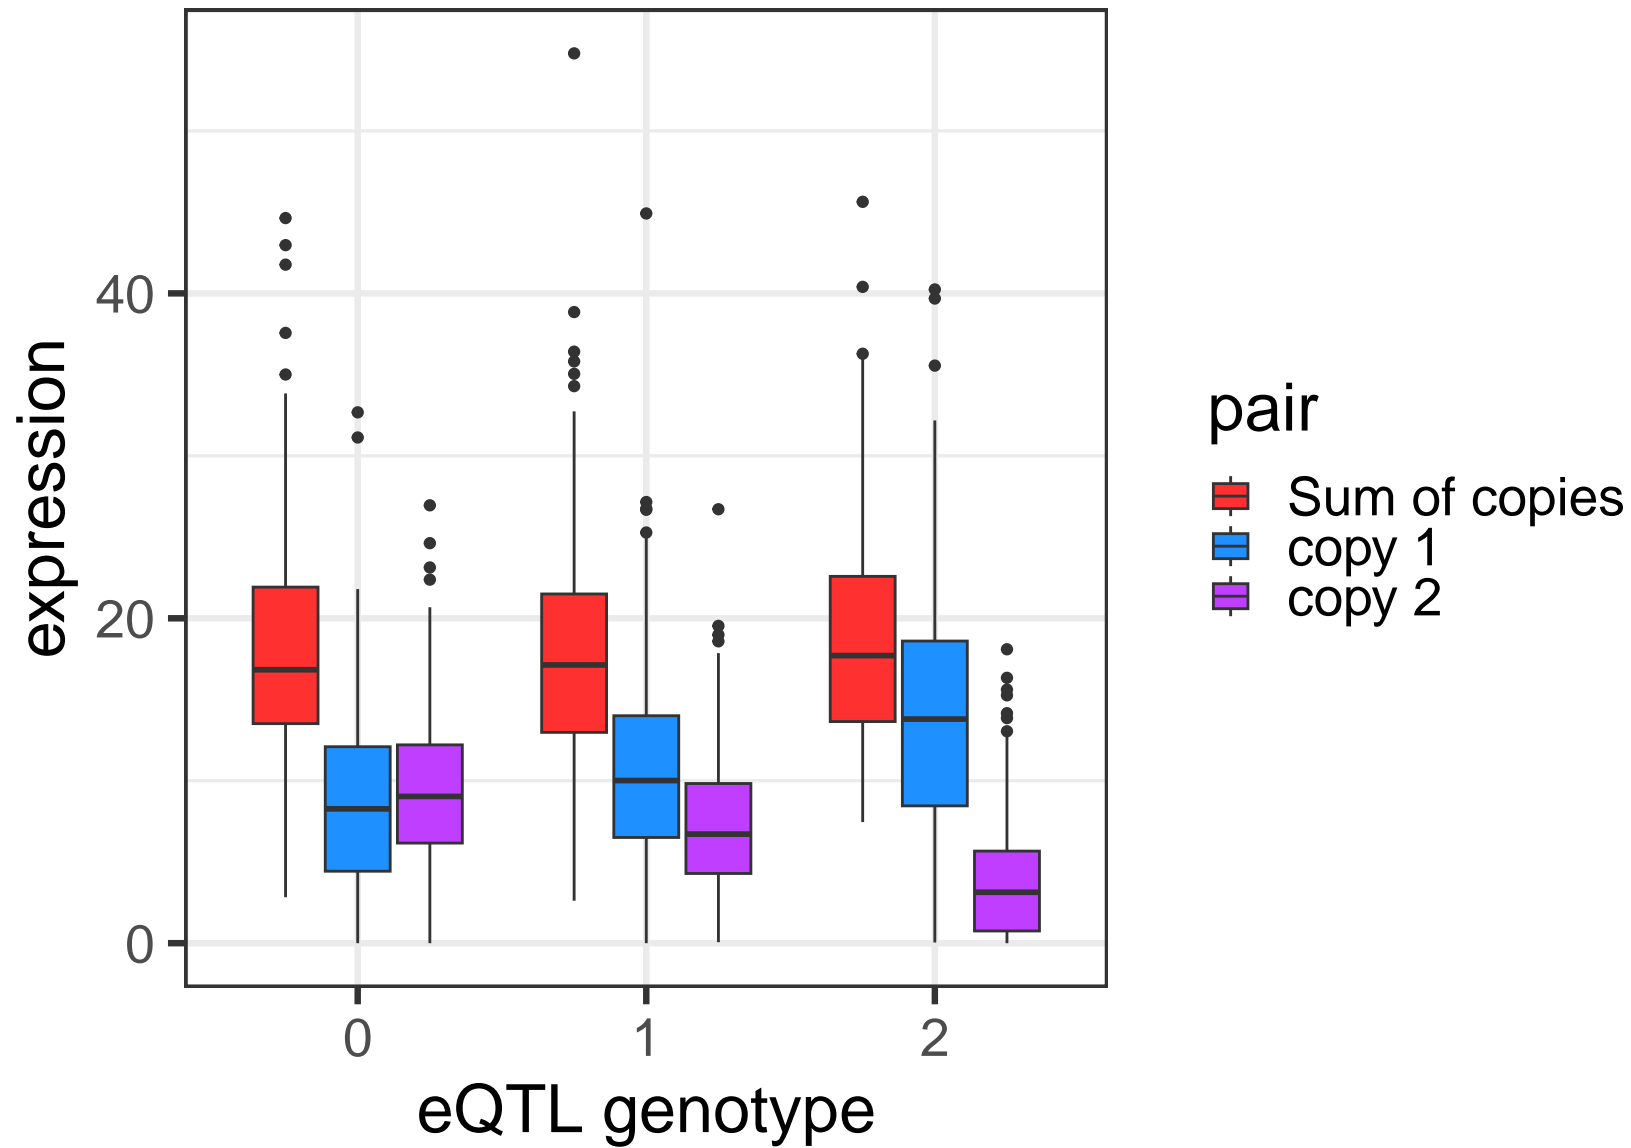 expression
40
20
0
0
1
2
eQTL genotype
pair
Sum of copies
copy 1
copy 2